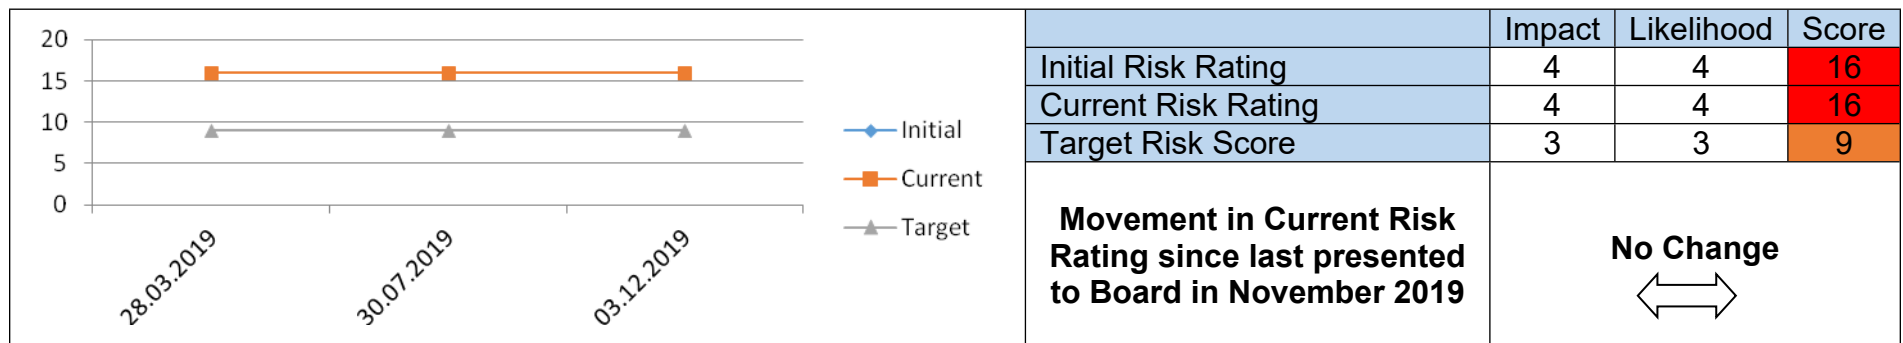 20
15
10
5
0
28.03.2019
30.07.2019
03.12.2019
Initial
Current
Target
Impact Likelihood Score
Initial Risk Rating 4 4 16
Current Risk Rating 4 4 16
Target Risk Score 3 3 9
Movement in Current Risk
Rating since last presented
to Board in November 2019
No Change